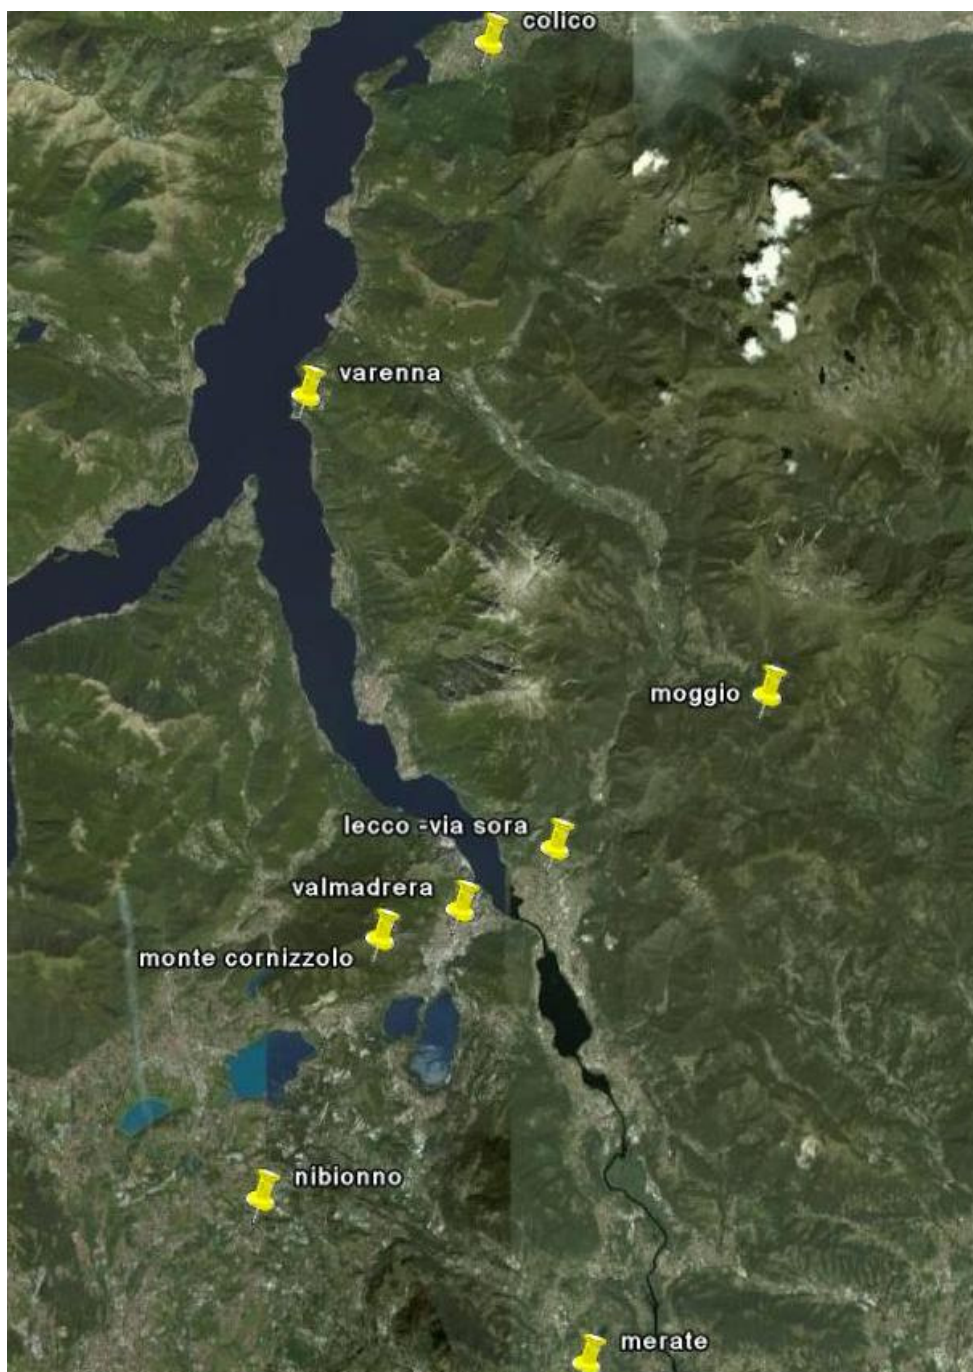 colico
varenna
moggio
lecco -via sora
valmadrera
monte cornizzolo
nibionno
merate